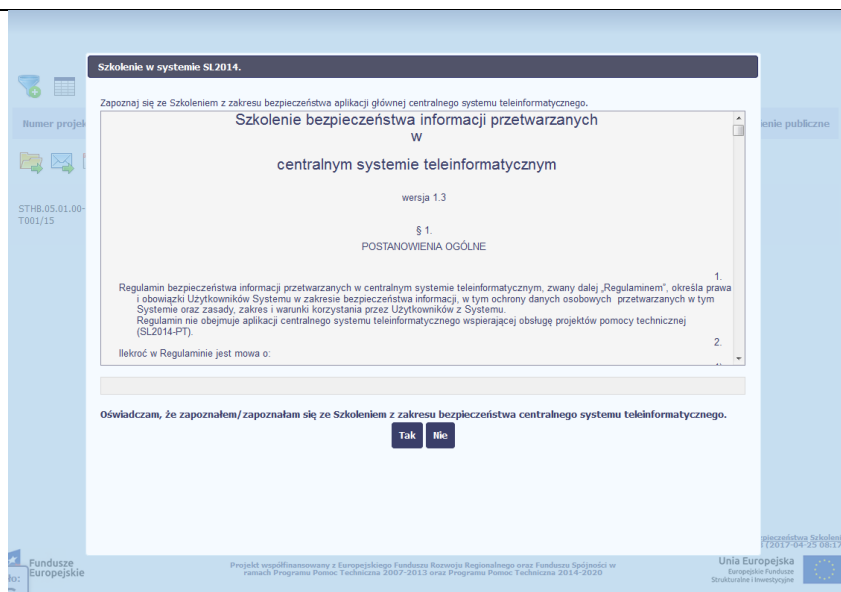 Szkolenie w systemie SL2014.
Zapoznaj się ze Szkoleniem z zakresu bezpieczeństwa aplikacji głównej centralnego systemu teleinformatycznego.
Numer projek
enie publiczne
STHB.05.01.00-
T001/15
Szkolenie bezpieczeństwa informacji przetwarzanych
w
centralnym systemie teleinformatycznym
wersja 1.3
§ 1.
POSTANOWIENIA OGÓLNE
1.
Regulamin bezpieczeństwa informacji przetwarzanych w centralnym systemie teleinformatycznym, zwany dalej „Regulaminem”, określa prawa
i obowiązki Użytkowników Systemu w zakresie bezpieczeństwa informacji, w tym ochrony danych osobowych przetwarzanych w tym
Systemie oraz zasady, zakres i warunki korzystania przez Użytkowników z Systemu.
Regulamin nie obejmuje aplikacji centralnego systemu teleinformatycznego wspierającej obsługę projektów pomocy technicznej
(SL2014-PT).
2.
Ilekroć w Regulaminie jest mowa o:
Oświadczam, że zapoznałem/zapoznałam się ze Szkoleniem z zakresu bezpieczeństwa centralnego systemu teleinformatycznego.
Tak Nie
Szkoleni
(2017-04-25 08:17
Fundusze
Europejskie
Projekt współfinansowany z Europejskiego Funduszu Rozwoju Regionalnego oraz Funduszu Spójności w
ramach Programu Pomoc Techniczna 2007-2013 oraz Programu Pomoc Techniczna 2014-2020
Unia Europejska
Europejskie Fundusze
Strukturalne i Inwestycyjne